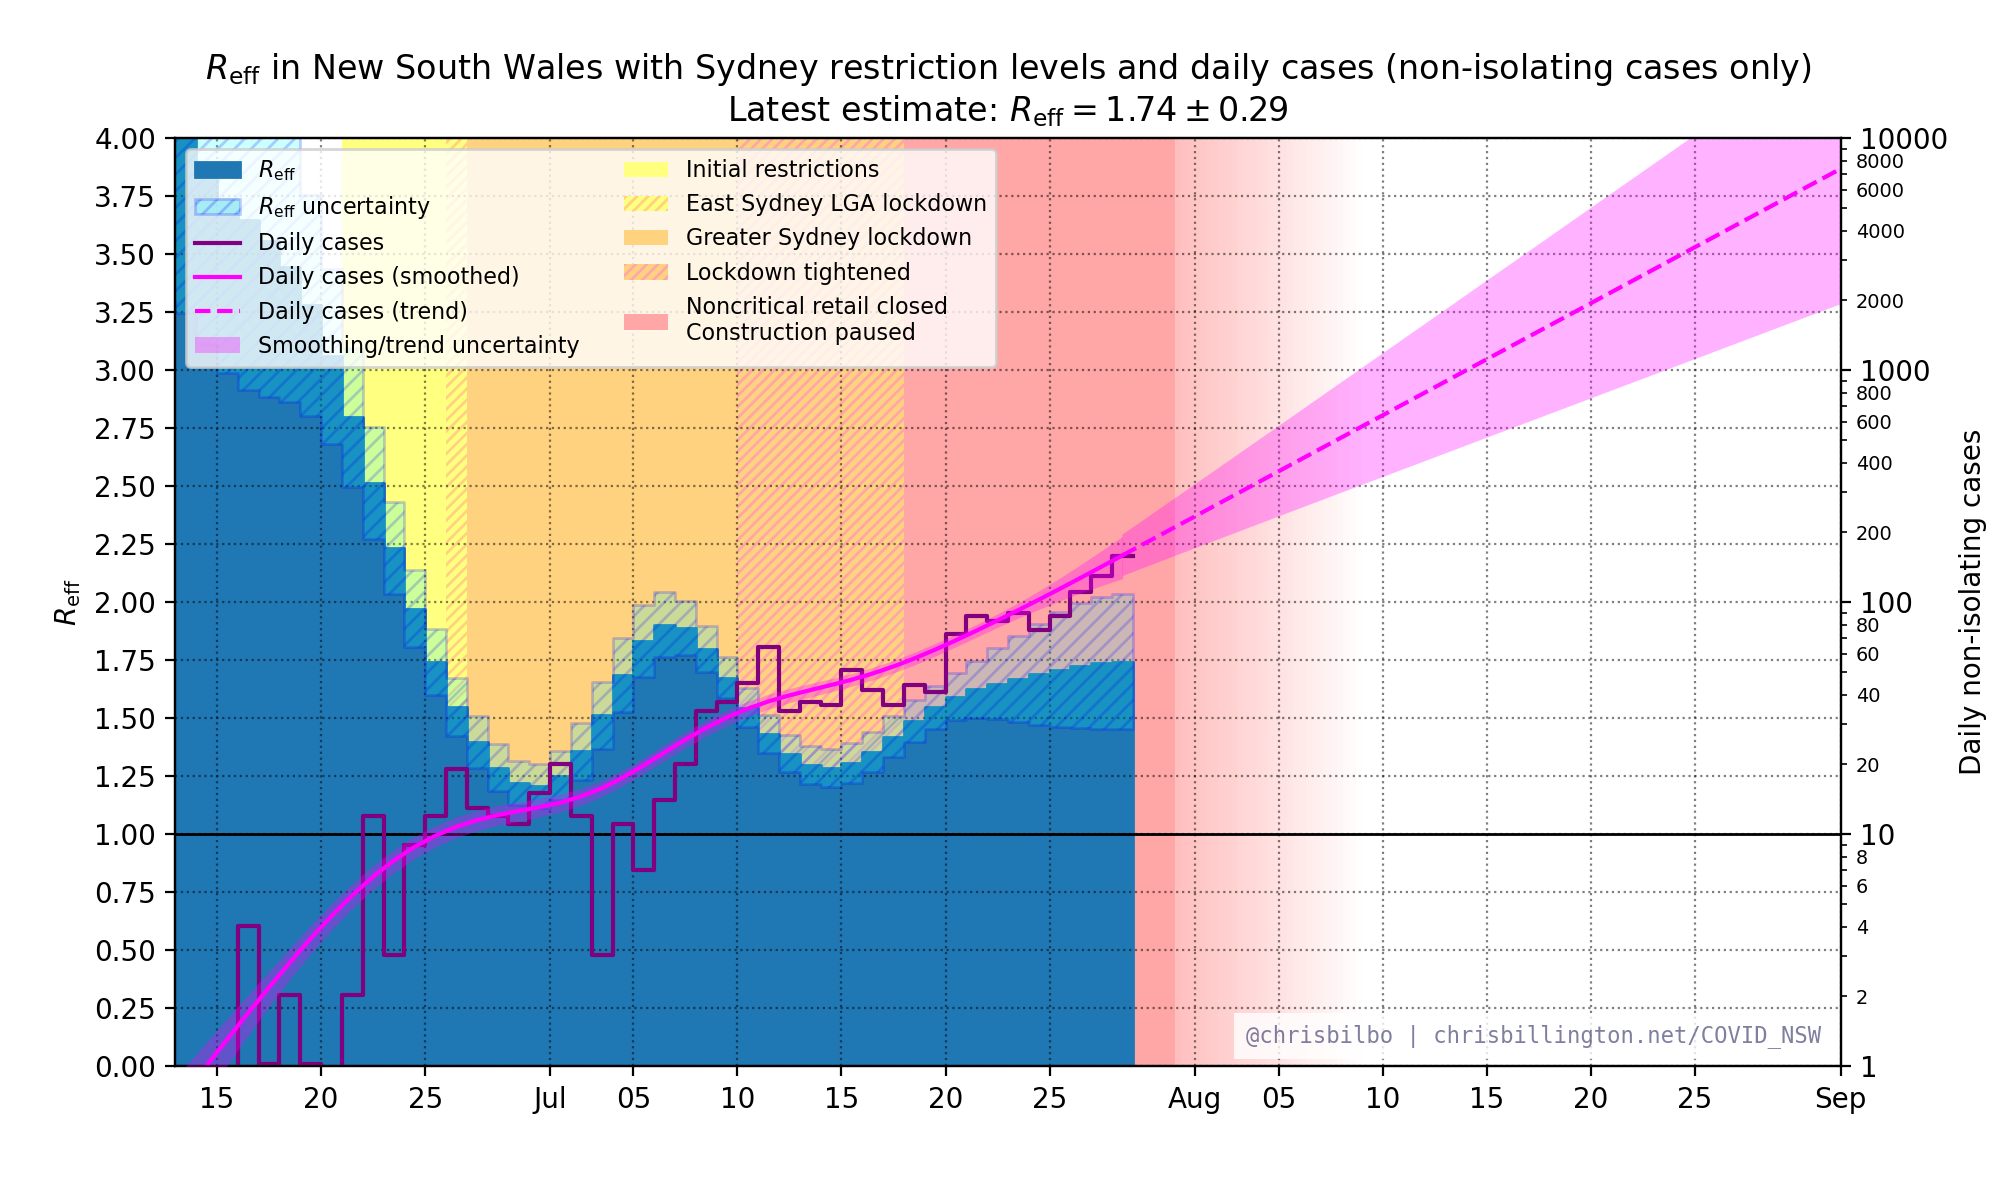 R_eff in New South Wales with Sydney restriction levels and daily cases (non-isolating cases only)
Latest estimate: R_eff = 1.74 ± 0.29
R_eff
R_eff uncertainty
Daily cases
Daily cases (smoothed)
Daily cases (trend)
Smoothing/trend uncertainty
Initial restrictions
East Sydney LGA lockdown
Greater Sydney lockdown
Lockdown tightened
Noncritical retail closed
Construction paused
4.00
3.75
3.50
3.25
3.00
2.75
2.50
2.25
2.00
1.75
1.50
1.25
1.00
0.75
0.50
0.25
0.00
R_eff
15 20 25 Jul 05 10 15 20 25 Aug 05 10 15 20 25 Sep
10000
8000
6000
4000
2000
1000
800
600
400
200
100
80
60
40
20
10
8
6
4
2
1
Daily non-isolating cases
@chrisbilbo | chrisbillington.net/COVID_NSW